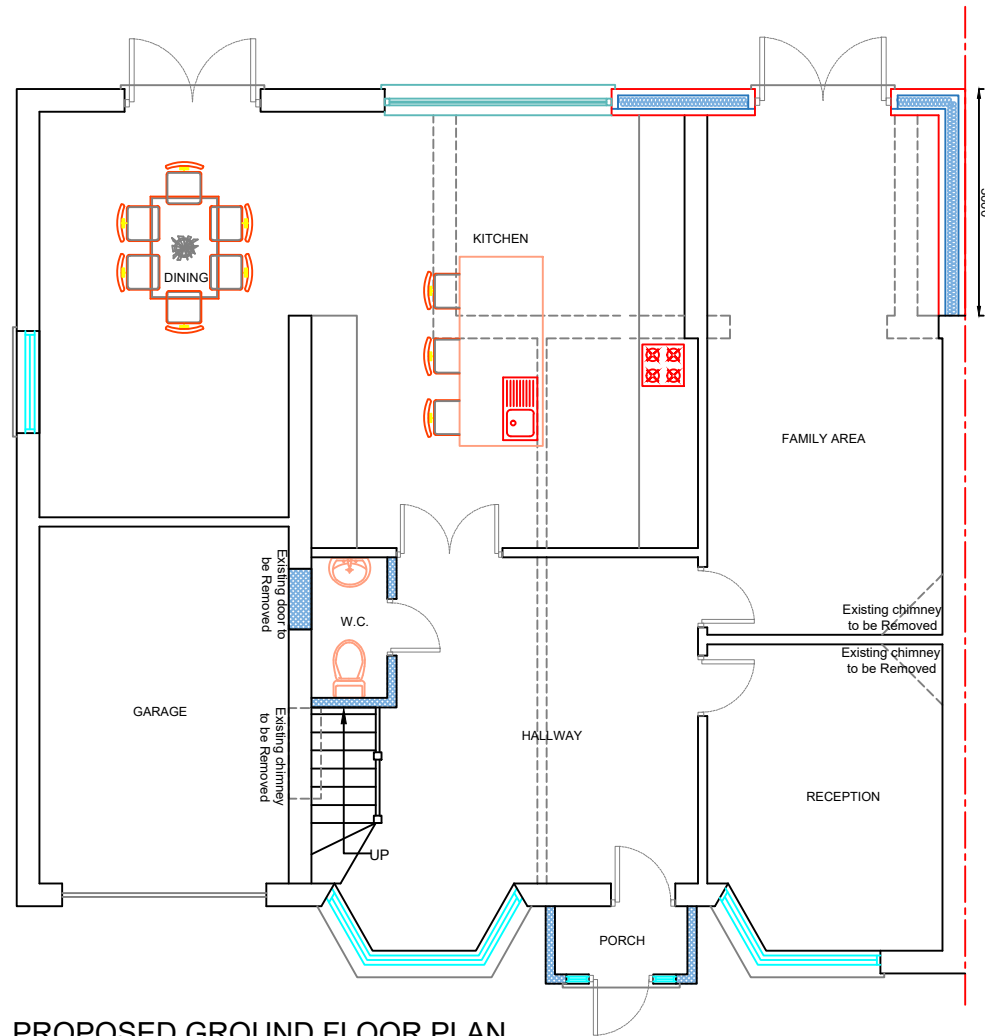 KITCHEN
DINING
FAMILY AREA
Existing door to
be Removed
W.C.
Existing chimney
to be Removed
Existing chimney
to be Removed
GARAGE
Existing chimney
to be Removed
HALLWAY
RECEPTION
UP
PORCH
PROPOSED GROUND FLOOR PLAN